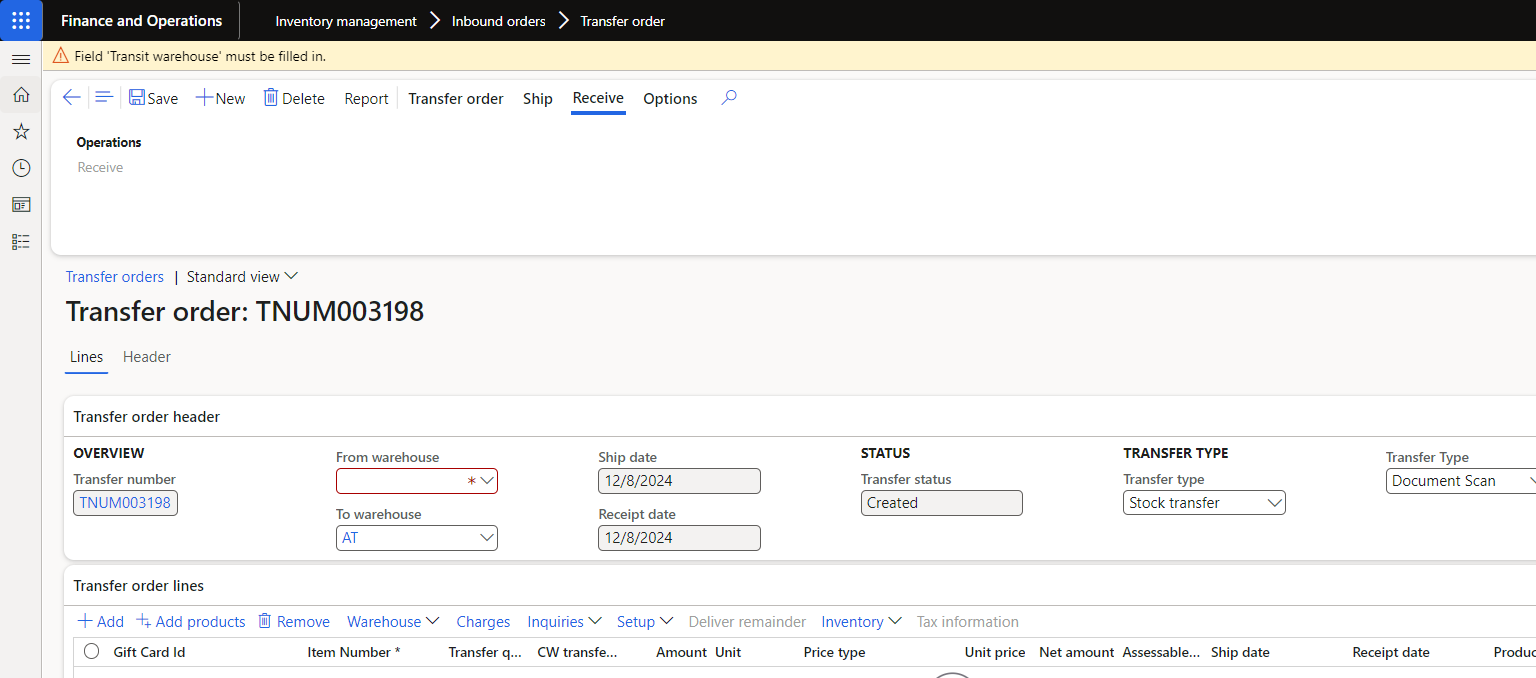 Finance and Operations
Inventory management > Inbound orders > Transfer order
Field 'Transit warehouse' must be filled in.
Save New Delete Report Transfer order Ship Receive Options
Operations
Receive
Transfer orders | Standard view
Transfer order: TNUM003198
Lines Header
Transfer order header
OVERVIEW
Transfer number
TNUM003198
From warehouse
*
To warehouse
AT
Ship date
12/8/2024
Receipt date
12/8/2024
STATUS
Transfer status
Created
TRANSFER TYPE
Transfer type
Stock transfer
Transfer Type
Document Scan
Transfer order lines
Add Add products Remove Warehouse Charges Inquiries Setup Deliver remainder Inventory Tax information
Gift Card Id Item Number * Transfer q... CW transfe... Amount Unit Price type Unit price Net amount Assessable... Ship date Receipt date Produc